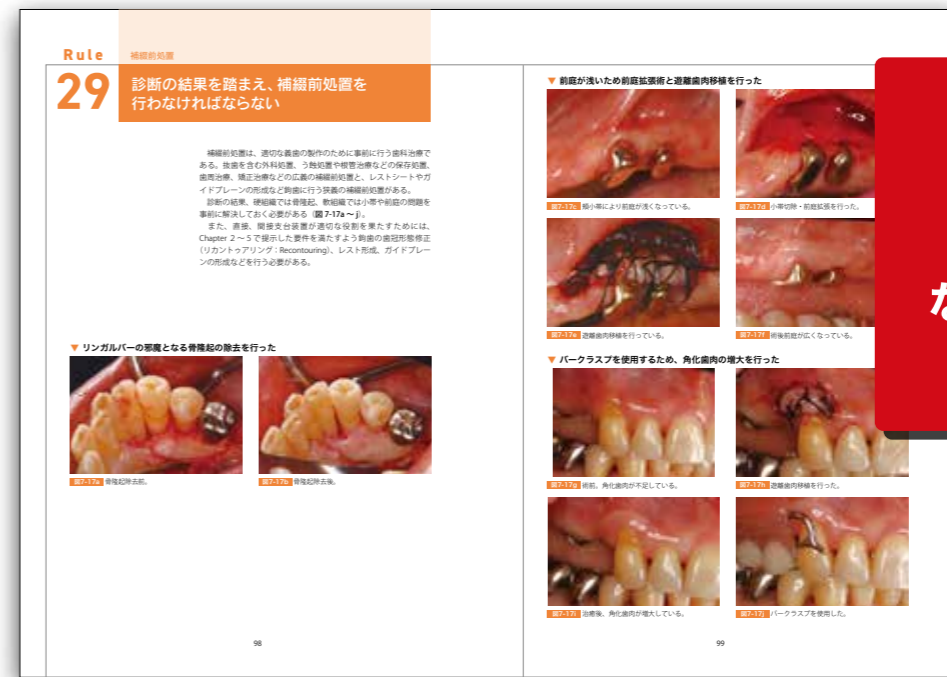 Rule 補綴前処置
29 診断の結果を踏まえ、補綴前処置を
行わなければならない
補綴前処置は、適切な義歯の製作のために事前に行う歯科治療で
ある。抜歯を含む外科処置、う蝕処置や根管治療などの保存処置、
歯周治療、矯正治療などの広義の補綴前処置と、レストシートやガ
イドプレーンの形成など鉤歯に行う狭義の補綴前処置がある。
診断の結果、硬組織では骨隆起、軟組織では小帯や前庭の問題を
事前に解決しておく必要がある（図7-17a～j）。
また、直接、間接支台装置が適切な役割を果たすためには、
Chapter 2～5で提示した要件を満たすよう鉤歯の歯冠形態修正
（リカントゥアリング：Recontouring）、レスト形成、ガイドプレー
ンの形成などを行う必要がある。
▼ リンガルバーの邪魔となる骨隆起の除去を行った
図7-17a 骨隆起除去前。
図7-17b 骨隆起除去後。
98
▼ 前庭が浅いため前庭拡張術と遊離歯肉移植を行った
図7-17c 頰小帯により前庭が浅くなっている。
図7-17d 小帯切除・前庭拡張を行った。
図7-17e 遊離歯肉移植を行っている。
図7-17f 術後前庭が広くなっている。
▼ バークラスプを使用するため、角化歯肉の増大を行った
図7-17g 術前。角化歯肉が不足している。
図7-17h 遊離歯肉移植を行った。
図7-17i 治癒後、角化歯肉が増大している。
図7-17j バークラスプを使用した。
99